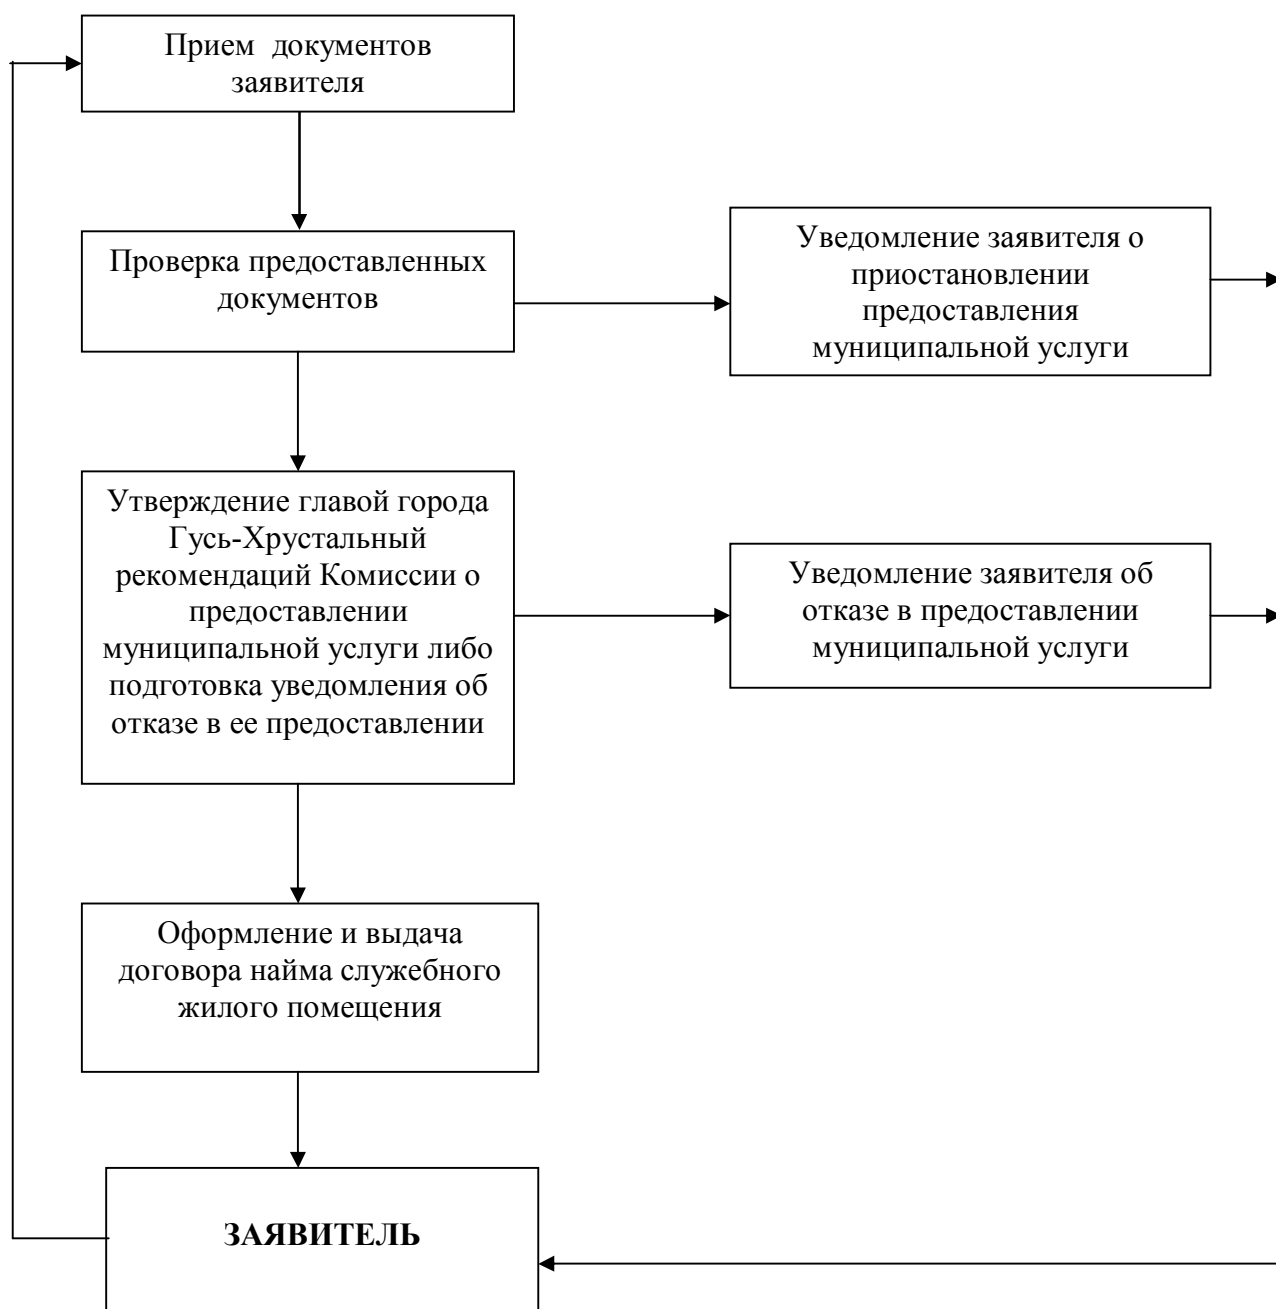 Прием документов
заявителя
Проверка предоставленных
документов
Уведомление заявителя о
приостановлении
предоставления
муниципальной услуги
Утверждение главой города
Гусь-Хрустальный
рекомендаций Комиссии о
предоставлении
муниципальной услуги либо
подготовка уведомления об
отказе в ее предоставлении
Уведомление заявителя об
отказе в предоставлении
муниципальной услуги
Оформление и выдача
договора найма служебного
жилого помещения
ЗАЯВИТЕЛЬ